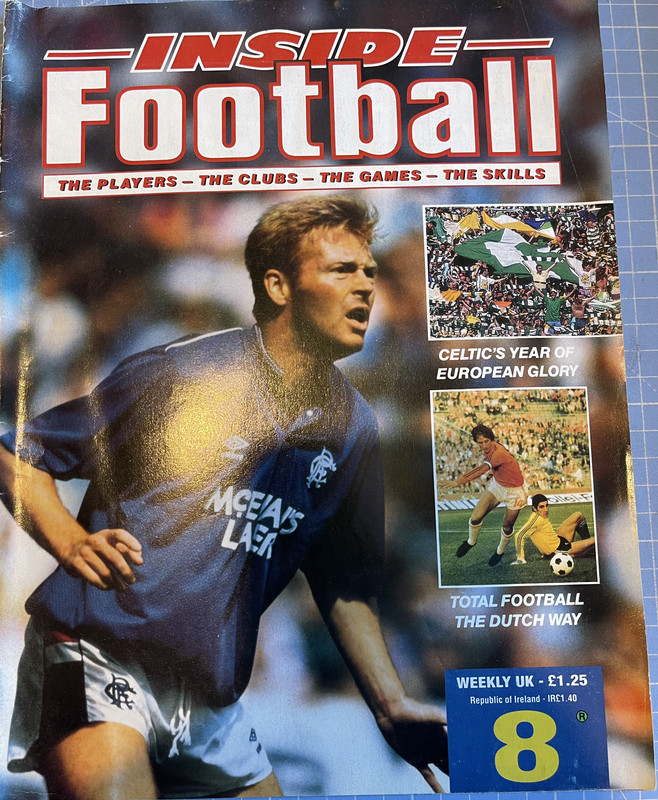 INSIDE
Football
THE PLAYERS – THE CLUBS – THE GAMES – THE SKILLS
CELTIC'S YEAR OF
EUROPEAN GLORY
McEWAN'S
LAGER
TOTAL FOOTBALL
THE DUTCH WAY
WEEKLY UK - £1.25
Republic of Ireland - IR£1.40
8 ®